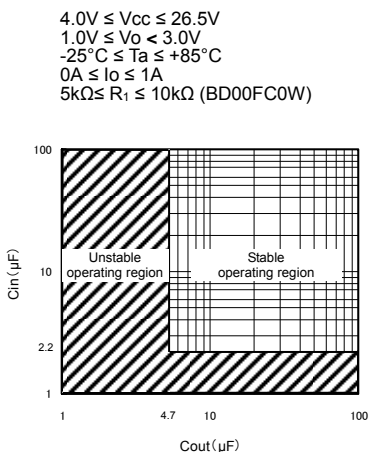 4.0V ≤ Vcc ≤ 26.5V
1.0V ≤ Vo < 3.0V
-25°C ≤ Ta ≤ +85°C
0A ≤ Io ≤ 1A
5kΩ≤ R₁ ≤ 10kΩ (BD00FC0W)
100
Unstable
operating region
Stable
operating region
Cin(μF)
10
2.2
1
1
4.7
10
100
Cout(μF)